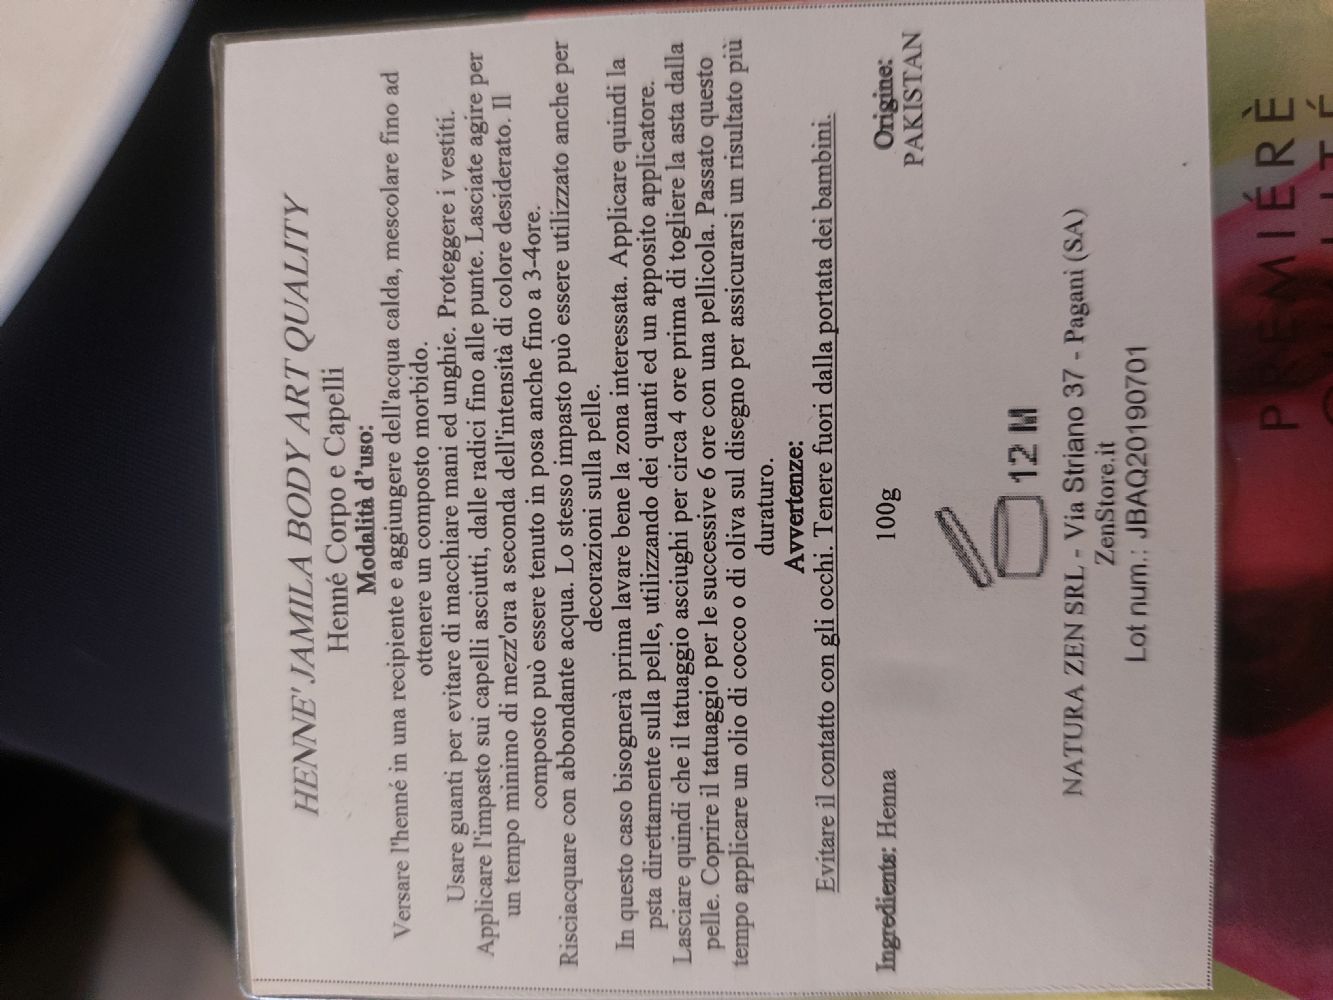 HENNE' JAMILA BODY ART QUALITY
Henné Corpo e Capelli
Modalità d'uso:
Versare l'henné in una recipiente e aggiungere dell'acqua calda, mescolare fino ad
ottenere un composto morbido.
Usare guanti per evitare di macchiare mani ed unghie. Proteggere i vestiti.
Applicare l'impasto sui capelli asciutti, dalle radici fino alle punte. Lasciate agire per
un tempo minimo di mezz'ora a seconda dell'intensità di colore desiderato. Il
composto può essere tenuto in posa anche fino a 3-4ore.
Risciacquare con abbondante acqua. Lo stesso impasto può essere utilizzato anche per
decorazioni sulla pelle.
In questo caso bisognerà prima lavare bene la zona interessata. Applicare quindi la
psta direttamente sulla pelle, utilizzando dei quanti ed un apposito applicatore.
Lasciare quindi che il tatuaggio asciughi per circa 4 ore prima di togliere la asta dalla
pelle. Coprire il tatuaggio per le successive 6 ore con una pellicola. Passato questo
tempo applicare un olio di cocco o di oliva sul disegno per assicurarsi un risultato più
duraturo.
Avvertenze:
Evitare il contatto con gli occhi. Tenere fuori dalla portata dei bambini.
Ingredients: Henna
100g
Origine:
PAKISTAN
12 M
NATURA ZEN SRL - Via Striano 37 - Pagani (SA)
ZenStore.it
Lot num.: JBAQ20190701
PREMIÉRÈ